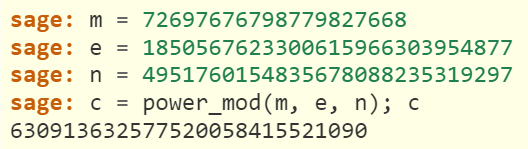 sage: m = 72697676798779827668
sage: e = 1850567623300615966303954877
sage: n = 4951760154835678088235319297
sage: c = power_mod(m, e, n); c
630913632577520058415521090